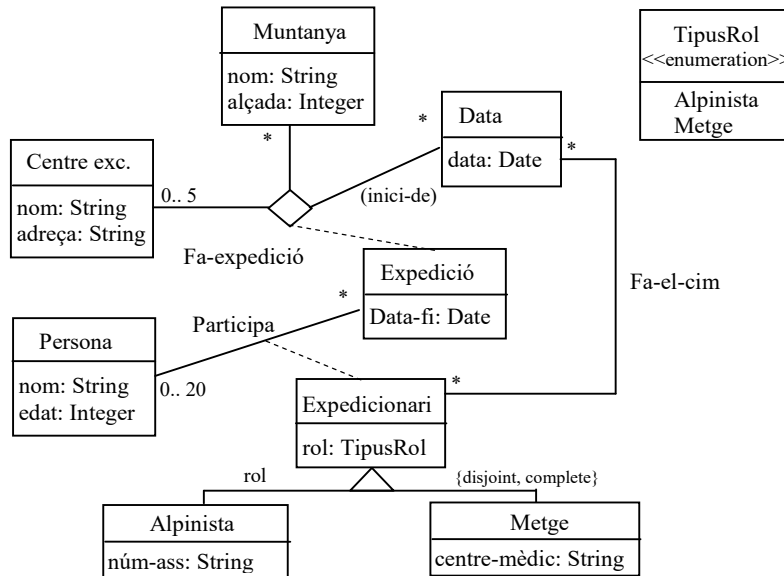 Muntanya
nom: String
alçada: Integer
TipusRol
<<enumeration>>
Alpinista
Metge
*
*
Data
data: Date
*
Centre exc.
nom: String
adreça: String
0.. 5
(inici-de)
Fa-expedició
Expedició
Data-fi: Date
Fa-el-cim
*
Participa
Persona
nom: String
edat: Integer
0.. 20
Expedicionari
rol: TipusRol
*
rol
{disjoint, complete}
Alpinista
núm-ass: String
Metge
centre-mèdic: String